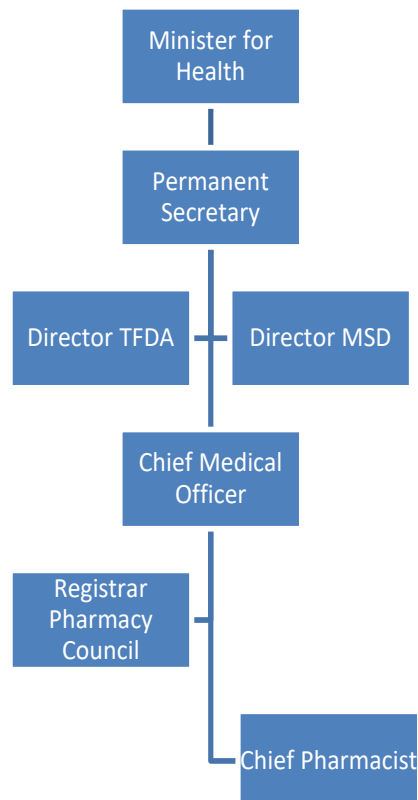 Minister for
Health
Permanent
Secretary
Director TFDA
Director MSD
Chief Medical
Officer
Registrar
Pharmacy
Council
Chief Pharmacist